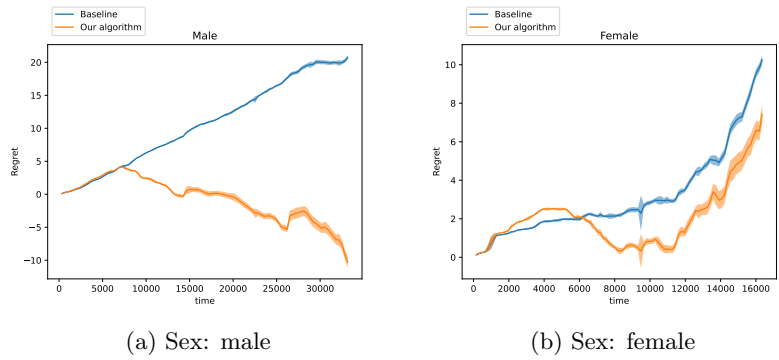 Baseline
Our algorithm
Male
Regret
20
15
10
5
0
−5
−10
0 5000 10000 15000 20000 25000 30000
time
(a) Sex: male
Baseline
Our algorithm
Female
Regret
10
8
6
4
2
0
0 2000 4000 6000 8000 10000 12000 14000 16000
time
(b) Sex: female